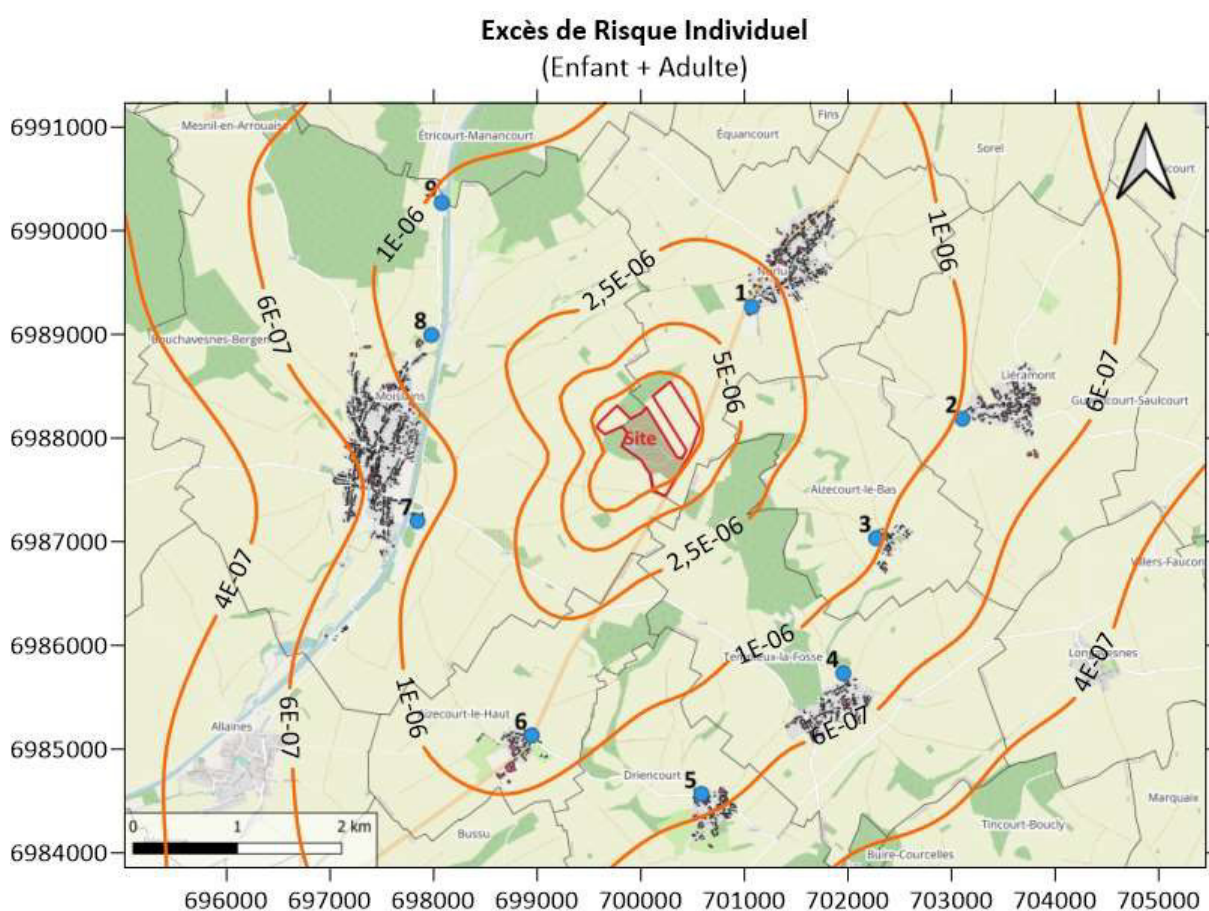 Excès de Risque Individuel
(Enfant + Adulte)
6991000
6990000
6989000
6988000
6987000
6986000
6985000
6984000
Mesnil-en-Arrouaise
Étricourt-Manancourt
Équancourt
Fins
Sorel
9
1E-06
1E-06
6E-07
2,5E-06
1
Nurlu
8
Bouchavesnes-Bergen
Moislains
5E-06
6E-07
Liéramont
2
Guyencourt-Saulcourt
Site
Aizecourt-le-Bas
7
3
2,5E-06
Villers-Faucon
4E-07
1E-06
Templeux-la-Fosse
4
Longavesnes
4E-07
6E-07
1E-06
Aizecourt-le-Haut
6
6E-07
Allaines
Driencourt
5
Marquaix
Tincourt-Boucly
Bussu
Buire-Courcelles
0 1 2 km
696000 697000 698000 699000 700000 701000 702000 703000 704000 705000